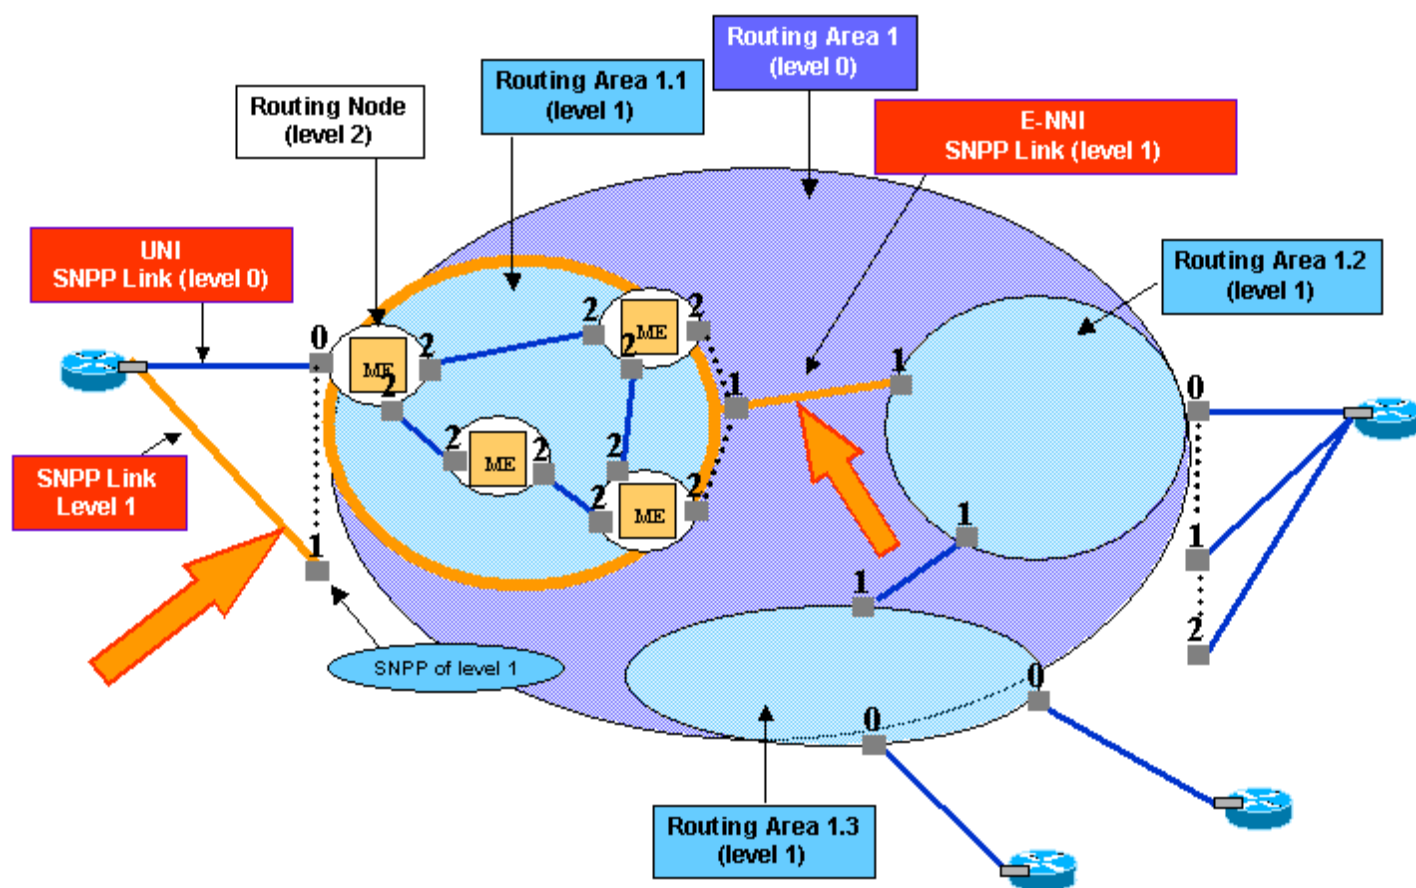 Routing Area 1
(level 0)
Routing Area 1.1
(level 1)
Routing Node
(level 2)
E-NNI
SNPP Link (level 1)
UNI
SNPP Link (level 0)
Routing Area 1.2
(level 1)
2
2
ME
0
ME
2
2
2
1
1
0
2
2
2
ME
2
2
ME
2
SNPP Link
Level 1
1
1
1
1
2
SNPP of level 1
0
0
Routing Area 1.3
(level 1)